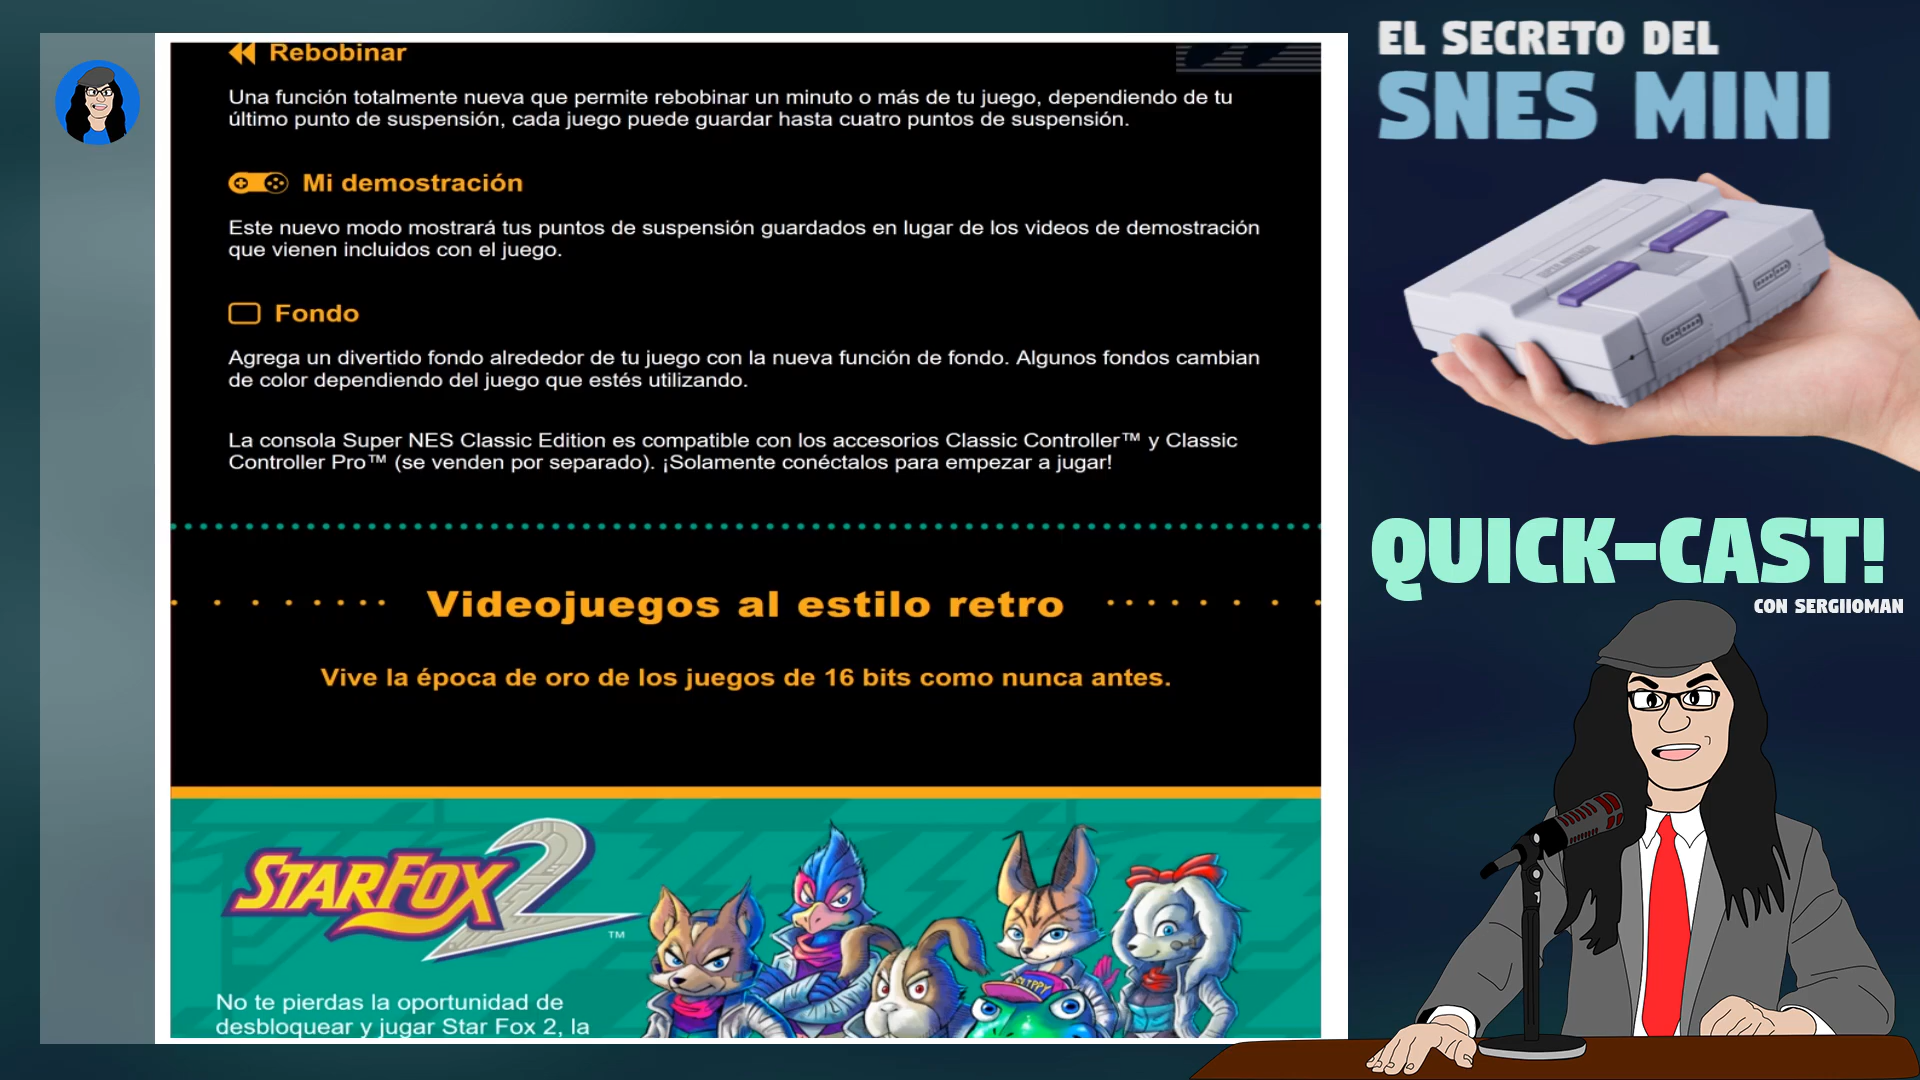 Rebobinar
Una función totalmente nueva que permite rebobinar un minuto o más de tu juego, dependiendo de tu
último punto de suspensión, cada juego puede guardar hasta cuatro puntos de suspensión.
Mi demostración
Este nuevo modo mostrará tus puntos de suspensión guardados en lugar de los videos de demostración
que vienen incluidos con el juego.
Fondo
Agrega un divertido fondo alrededor de tu juego con la nueva función de fondo. Algunos fondos cambian
de color dependiendo del juego que estés utilizando.
La consola Super NES Classic Edition es compatible con los accesorios Classic Controller™ y Classic
Controller Pro™ (se venden por separado). ¡Solamente conéctalos para empezar a jugar!
Videojuegos al estilo retro
Vive la época de oro de los juegos de 16 bits como nunca antes.
STARFOX 2 ™
No te pierdas la oportunidad de
desbloquear y jugar Star Fox 2, la
EL SECRETO DEL
SNES MINI
QUICK-CAST!
CON SERGIIOMAN